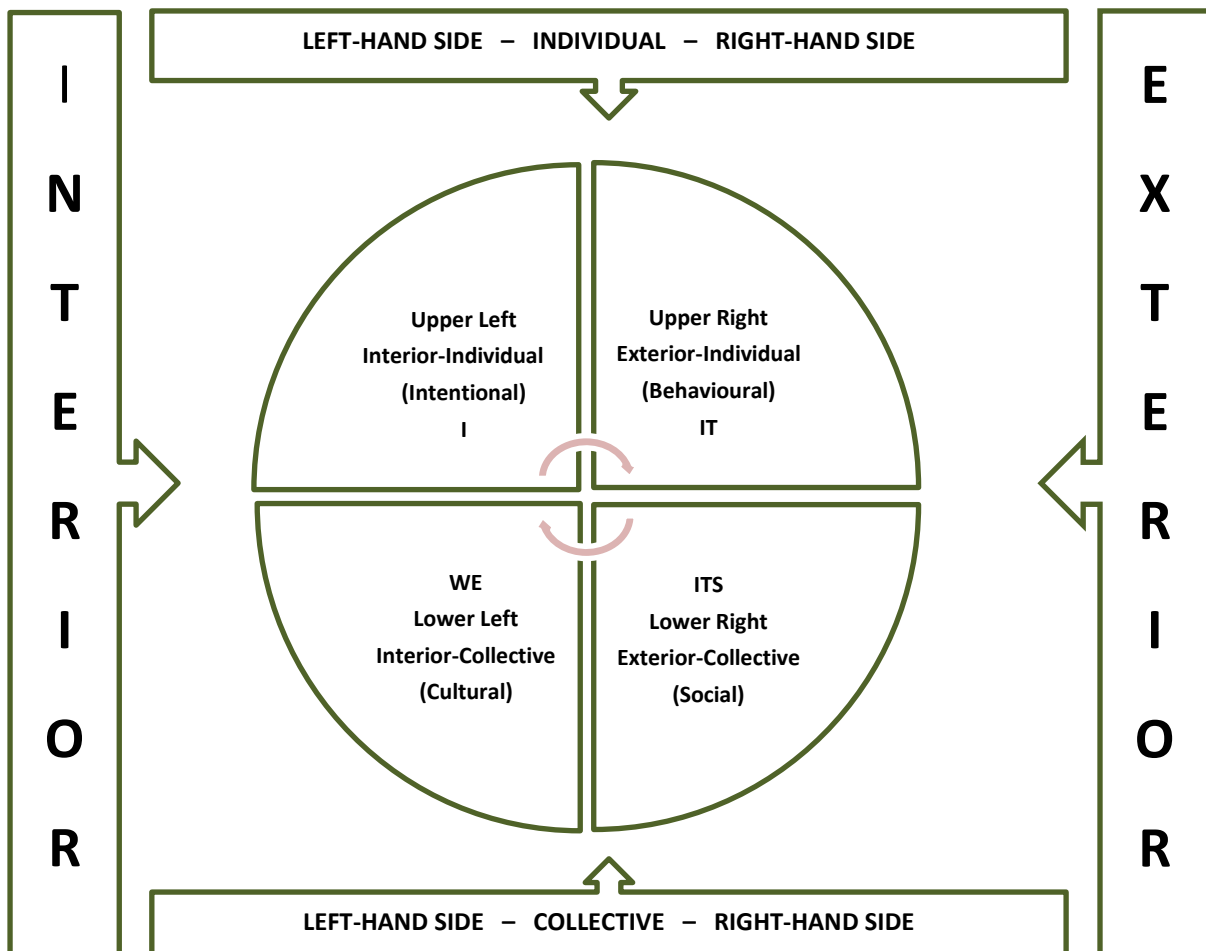 LEFT-HAND SIDE – INDIVIDUAL – RIGHT-HAND SIDE
I
N
T
E
R
I
O
R
Upper Left
Interior-Individual
(Intentional)
I
Upper Right
Exterior-Individual
(Behavioural)
IT
WE
Lower Left
Interior-Collective
(Cultural)
ITS
Lower Right
Exterior-Collective
(Social)
E
X
T
E
R
I
O
R
LEFT-HAND SIDE – COLLECTIVE – RIGHT-HAND SIDE